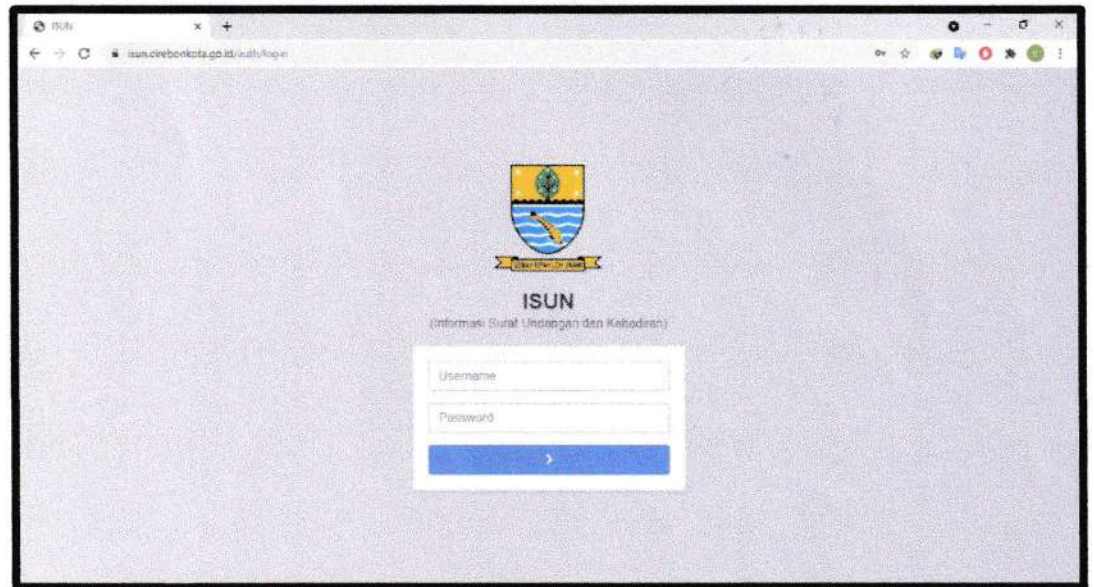 ISUN
isun.cirebonkota.go.id/auth/login
ISUN
(Informasi Surat Undangan dan Kehadiran)
Username
Password